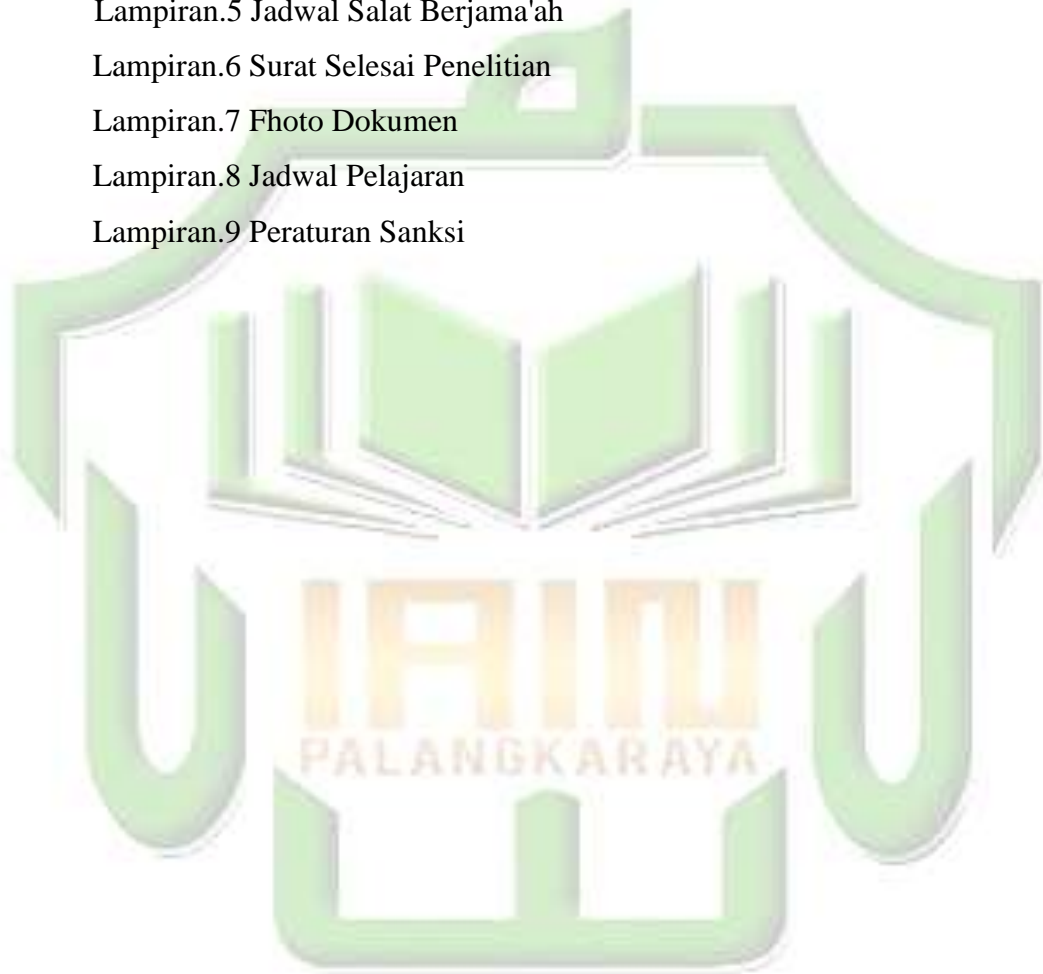 Lampiran.5 Jadwal Salat Berjama'ah
Lampiran.6 Surat Selesai Penelitian
Lampiran.7 Fhoto Dokumen
Lampiran.8 Jadwal Pelajaran
Lampiran.9 Peraturan Sanksi
IAIN
PALANGKARAYA